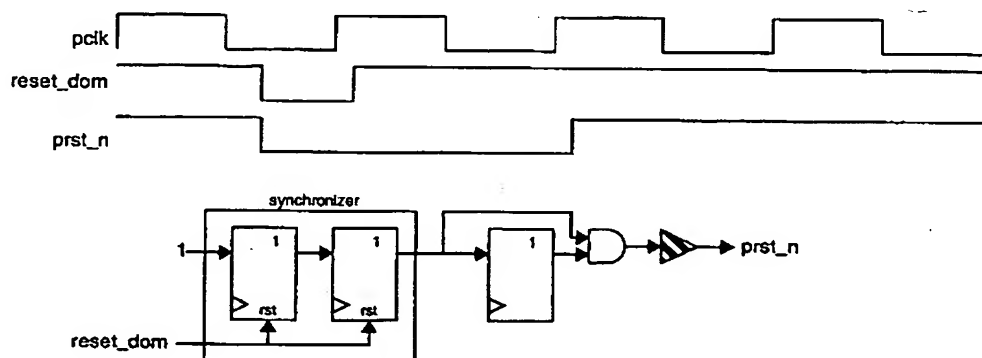 pclk
reset_dom
prst_n
synchronizer
1
1
1
1
prst_n
rst
rst
reset_dom